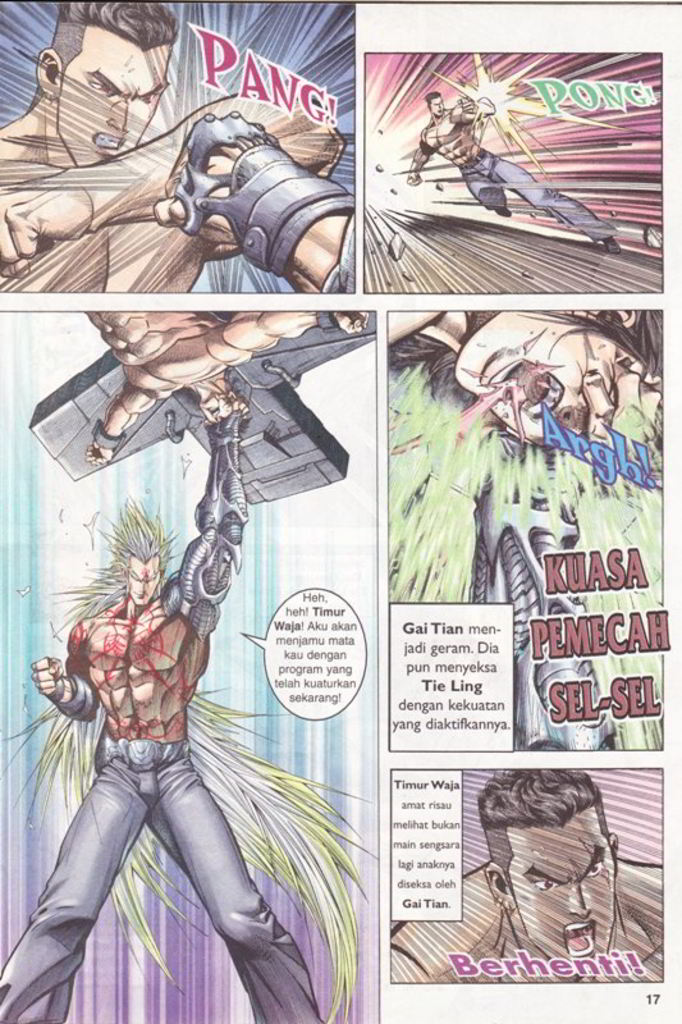 PANG!
PONG!
Heh,
heh! Timur
Waja! Aku akan
menjamu mata
kau dengan
program yang
telah kuaturkan
sekarang!
Argh!
KUASA
PEMECAH
SEL-SEL
Gai Tian men-
jadi geram. Dia
pun menyeksa
Tie Ling
dengan kekuatan
yang diaktifkannya.
Timur Waja
amat risau
melihat bukan
main sengsara
lagi anaknya
diseksa oleh
Gai Tian.
Berhenti!
17